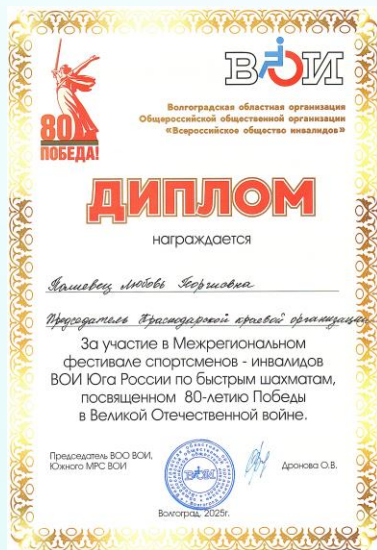 80
ПОБЕДА!
ВОИ
Волгоградская областная организация
Общероссийской общественной организации
«Всероссийское общество инвалидов»
ДИПЛОМ
награждается
Любовь Георгиевна
Председатель Краснодарской краевой организации
За участие в Межрегиональном
фестивале спортсменов - инвалидов
ВОИ Юга России по быстрым шахматам,
посвященном 80-летию Победы
в Великой Отечественной войне.
Председатель ВОО ВОИ,
Южного МРС ВОИ
Дронова О.В.
ВОИ
Волгоград, 2025г.